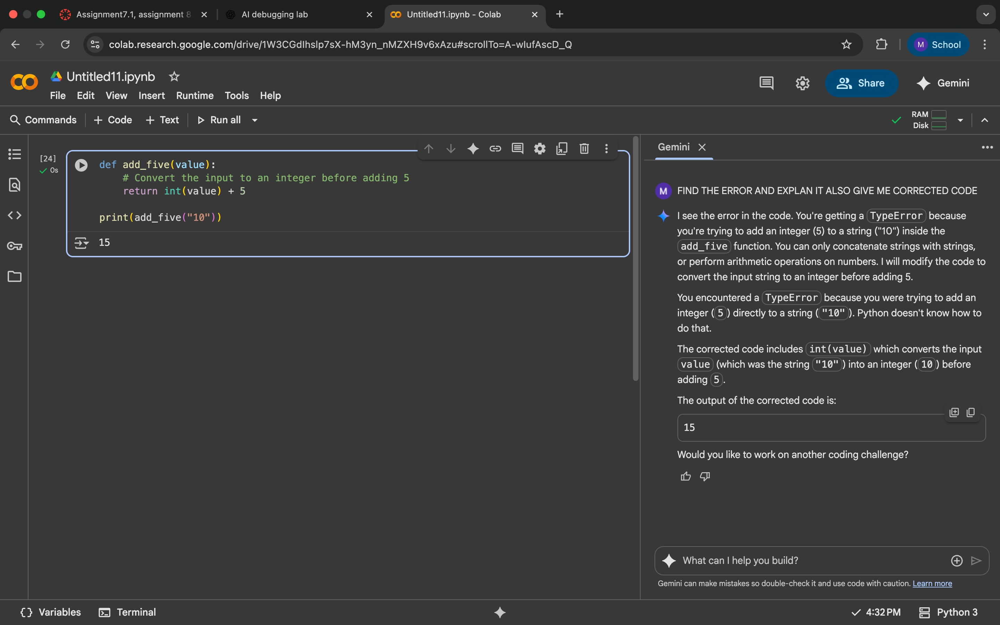 Assignment7.1, assignment 8
AI debugging lab
Untitled11.ipynb - Colab
colab.research.google.com/drive/1W3CGdIhslp7sX-hM3yn_nMZXH9v6xAzu#scrollTo=A-wIufAscD_Q
M School
Untitled11.ipynb
File Edit View Insert Runtime Tools Help
Share
Gemini
Commands + Code + Text Run all
RAM
Disk
[24]
0s
def add_five(value):
    # Convert the input to an integer before adding 5
    return int(value) + 5
print(add_five("10"))
15
Gemini
M FIND THE ERROR AND EXPLAN IT ALSO GIVE ME CORRECTED CODE
I see the error in the code. You're getting a TypeError because
you're trying to add an integer (5) to a string ("10") inside the
add_five function. You can only concatenate strings with strings,
or perform arithmetic operations on numbers. I will modify the code to
convert the input string to an integer before adding 5.
You encountered a TypeError because you were trying to add an
integer (5) directly to a string ("10"). Python doesn't know how to
do that.
The corrected code includes int(value) which converts the input
value (which was the string "10") into an integer (10) before
adding 5.
The output of the corrected code is:
15
Would you like to work on another coding challenge?
What can I help you build?
Gemini can make mistakes so double-check it and use code with caution. Learn more
{} Variables
Terminal
4:32 PM
Python 3